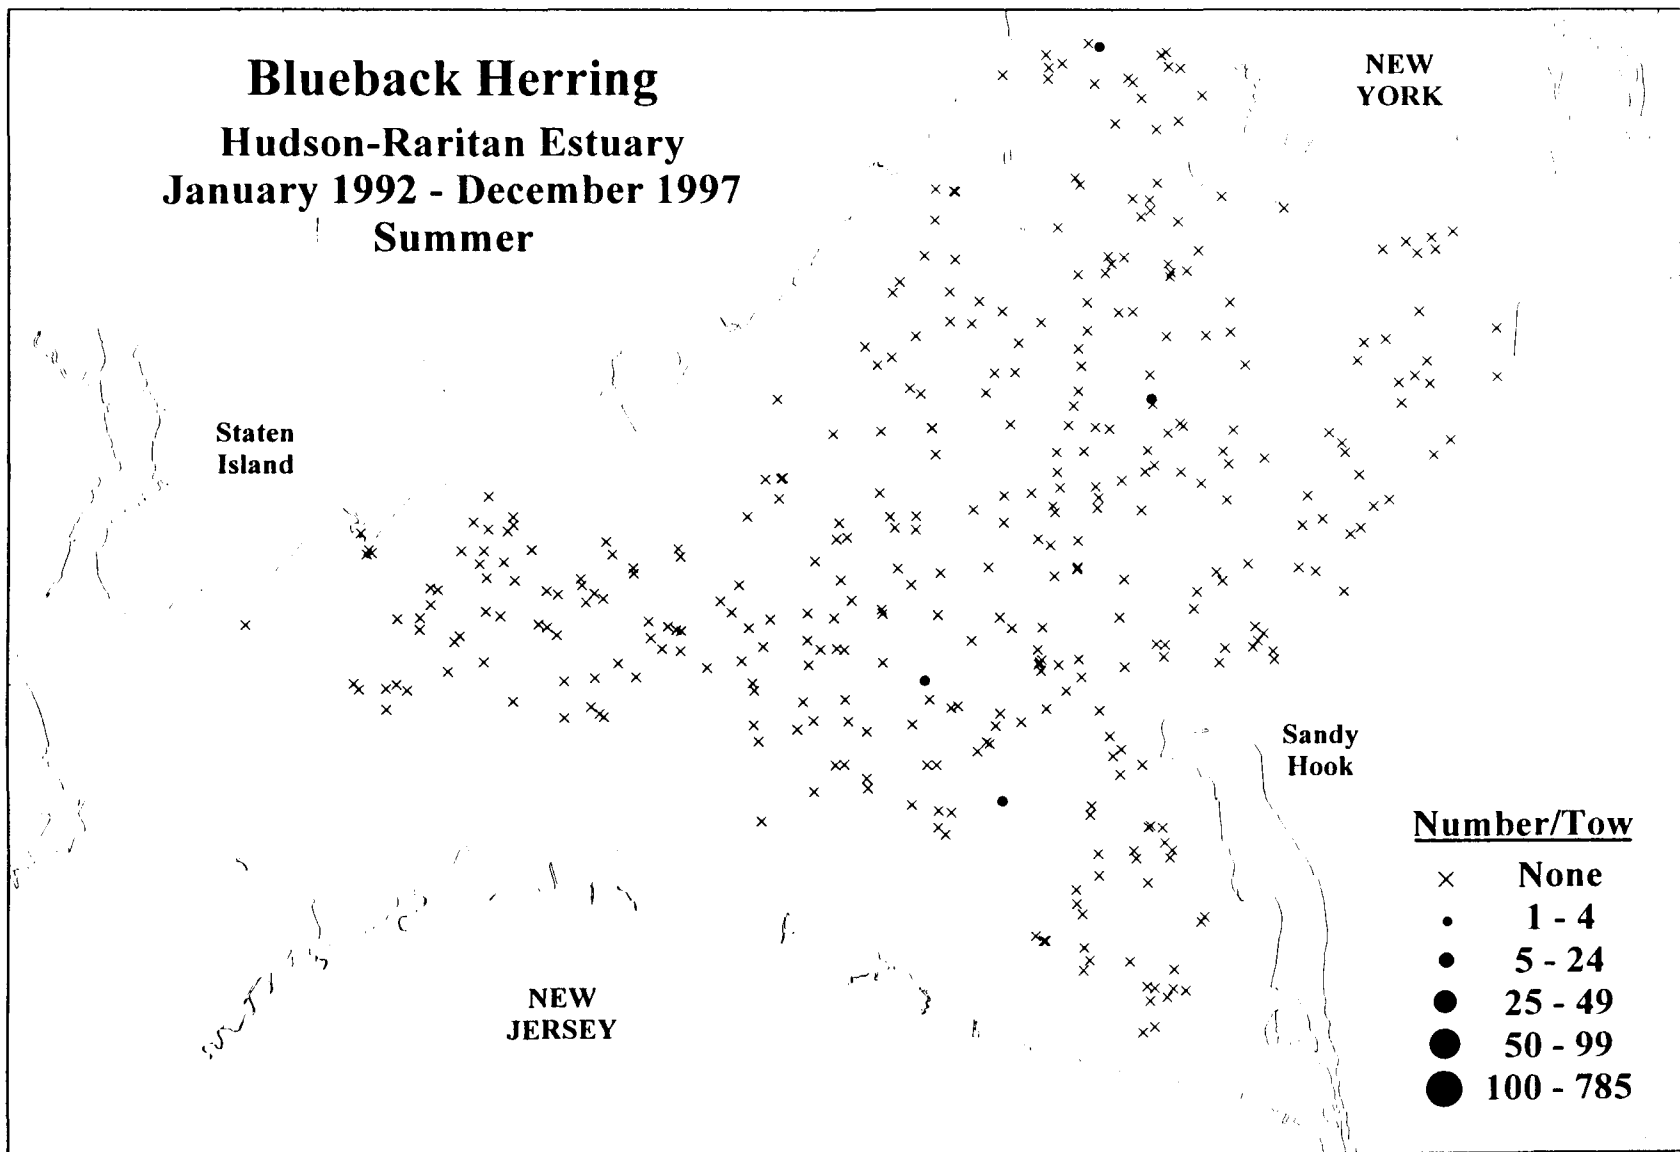 Blueback Herring
Hudson-Raritan Estuary
January 1992 - December 1997
Summer
NEW
YORK
Staten
Island
Sandy
Hook
NEW
JERSEY
Number/Tow
None
1 - 4
5 - 24
25 - 49
50 - 99
100 - 785